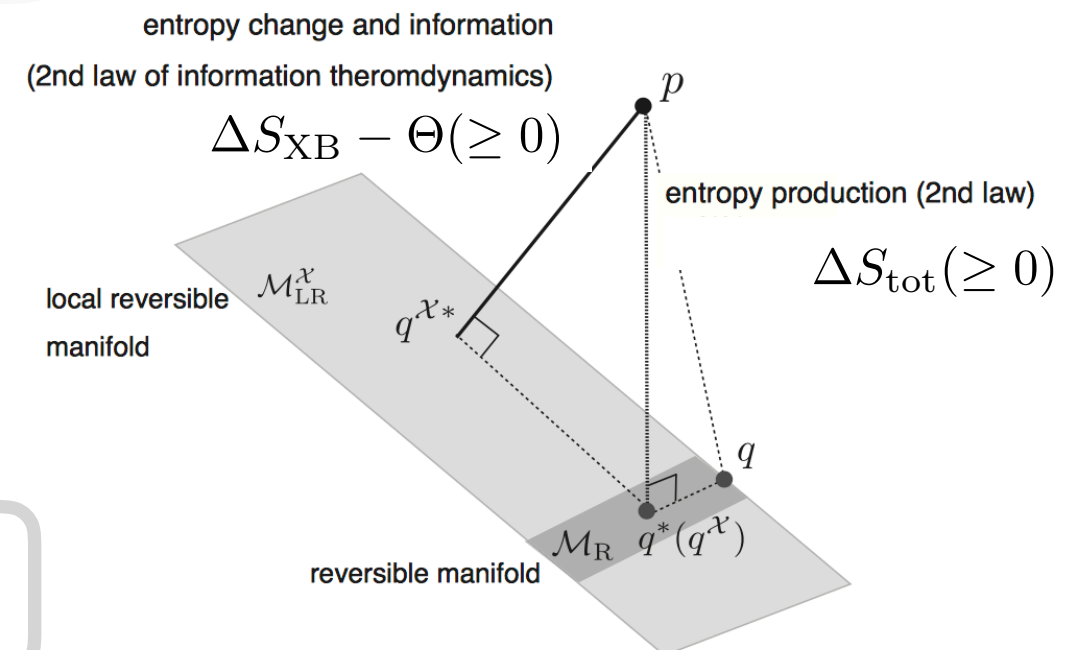 entropy change and information
(2nd law of information theromdynamics)
ΔS_XB − Θ(≥ 0)
p
entropy production (2nd law)
ΔS_tot(≥ 0)
local reversible
manifold
ℳ_LR^𝒳
q^𝒳*
q
ℳ_R
q*(q^𝒳)
reversible manifold